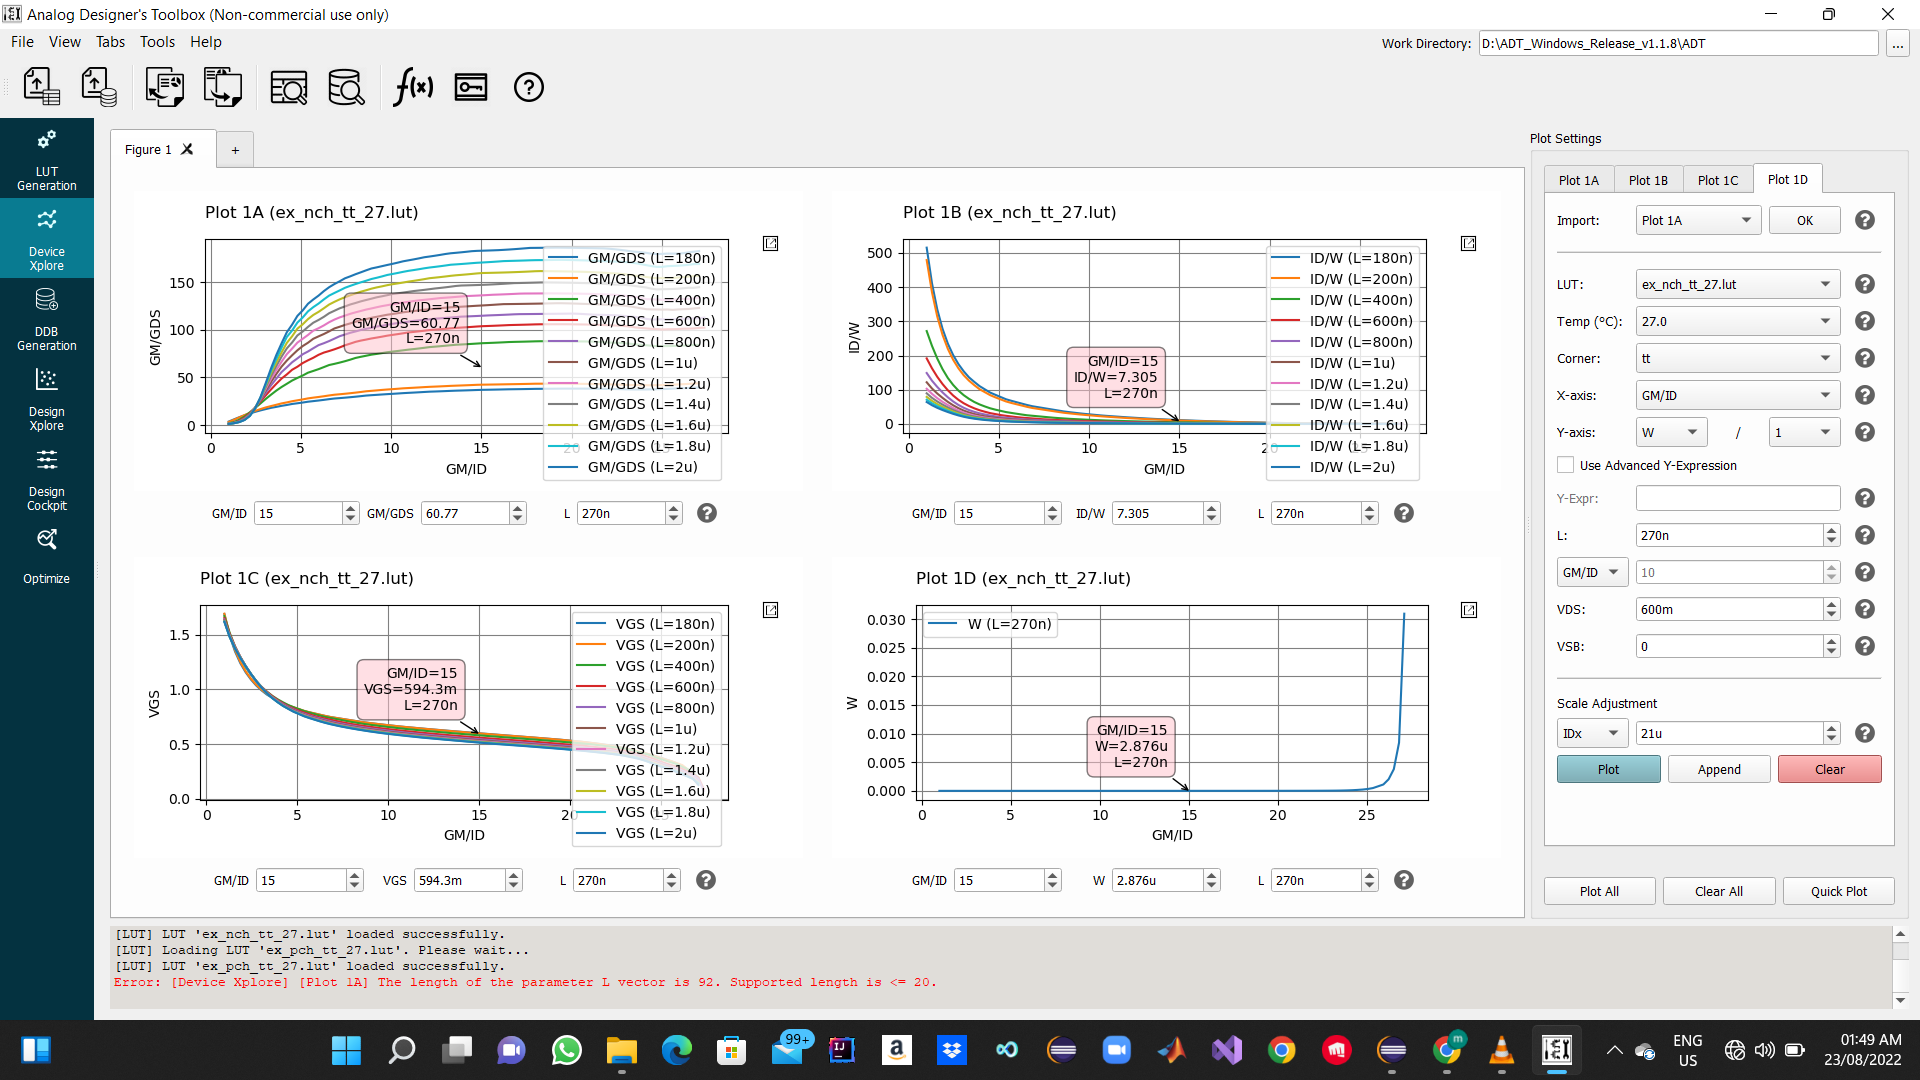 Analog Designer's Toolbox (Non-commercial use only)
File View Tabs Tools Help
Work Directory: D:\ADT_Windows_Release_v1.1.8\ADT ...
f(x)
LUT
Generation
Device
Xplore
DDB
Generation
Design
Xplore
Design
Cockpit
Optimize
Figure 1
+
Plot 1A (ex_nch_tt_27.lut)
GM/GDS
150
100
50
0
0 5 10 15 20
GM/ID
GM/ID=15
GM/GDS=60.77
L=270n
GM/GDS (L=180n)
GM/GDS (L=200n)
GM/GDS (L=400n)
GM/GDS (L=600n)
GM/GDS (L=800n)
GM/GDS (L=1u)
GM/GDS (L=1.2u)
GM/GDS (L=1.4u)
GM/GDS (L=1.6u)
GM/GDS (L=1.8u)
GM/GDS (L=2u)
GM/ID 15 GM/GDS 60.77 L 270n
Plot 1B (ex_nch_tt_27.lut)
ID/W
500
400
300
200
100
0
0 5 10 15
GM/ID
GM/ID=15
ID/W=7.305
L=270n
ID/W (L=180n)
ID/W (L=200n)
ID/W (L=400n)
ID/W (L=600n)
ID/W (L=800n)
ID/W (L=1u)
ID/W (L=1.2u)
ID/W (L=1.4u)
ID/W (L=1.6u)
ID/W (L=1.8u)
ID/W (L=2u)
GM/ID 15 ID/W 7.305 L 270n
Plot 1C (ex_nch_tt_27.lut)
VGS
1.5
1.0
0.5
0.0
0 5 10 15
GM/ID
GM/ID=15
VGS=594.3m
L=270n
VGS (L=180n)
VGS (L=200n)
VGS (L=400n)
VGS (L=600n)
VGS (L=800n)
VGS (L=1u)
VGS (L=1.2u)
VGS (L=1.4u)
VGS (L=1.6u)
VGS (L=1.8u)
VGS (L=2u)
GM/ID 15 VGS 594.3m L 270n
Plot 1D (ex_nch_tt_27.lut)
W
0.030
0.025
0.020
0.015
0.010
0.005
0.000
0 5 10 15 20 25
GM/ID
W (L=270n)
GM/ID=15
W=2.876u
L=270n
GM/ID 15 W 2.876u L 270n
Plot Settings
Plot 1A Plot 1B Plot 1C Plot 1D
Import: Plot 1A OK
LUT: ex_nch_tt_27.lut
Temp (°C): 27.0
Corner: tt
X-axis: GM/ID
Y-axis: W / 1
Use Advanced Y-Expression
Y-Expr:
L: 270n
GM/ID 10
VDS: 600m
VSB: 0
Scale Adjustment
IDx 21u
Plot Append Clear
Plot All Clear All Quick Plot
[LUT] LUT 'ex_nch_tt_27.lut' loaded successfully.
[LUT] Loading LUT 'ex_pch_tt_27.lut'. Please wait...
[LUT] LUT 'ex_pch_tt_27.lut' loaded successfully.
Error: [Device Xplore] [Plot 1A] The length of the parameter L vector is 92. Supported length is <= 20.
99+
IJ
a
m
ENG
US
01:49 AM
23/08/2022